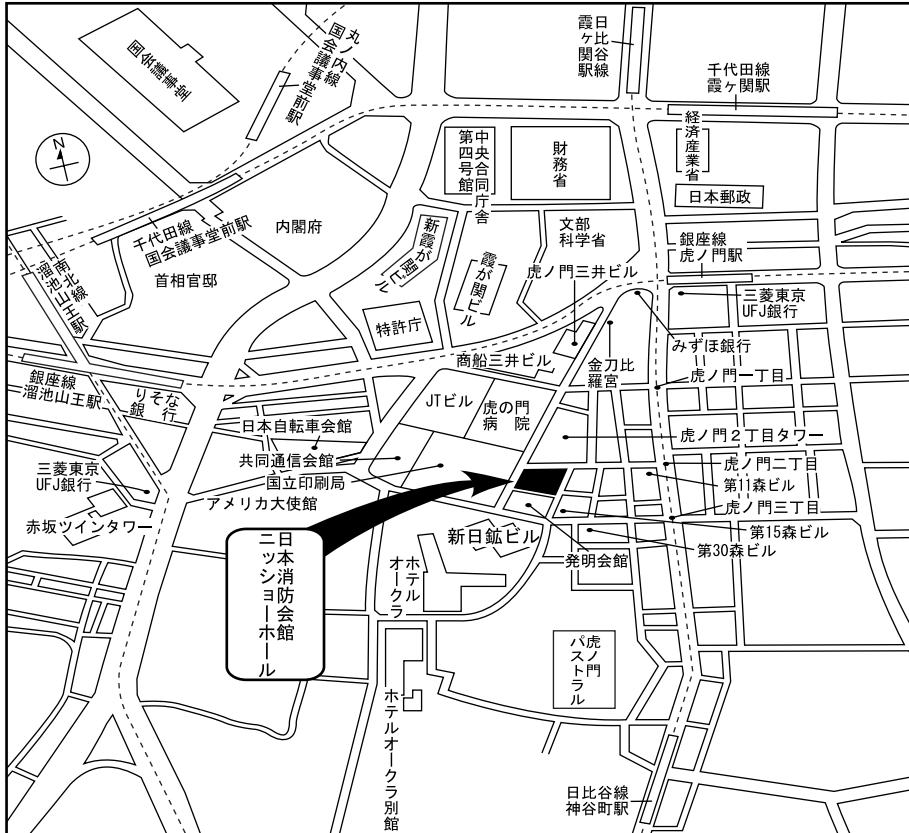 国会議事堂
丸ノ内線
国会議事堂前駅
日比谷線
霞ヶ関駅
千代田線
霞ヶ関駅
N
中央合同庁舎
第四号館
財務省
経済産業省
日本郵政
千代田線
国会議事堂前駅
内閣府
新霞が関ビル
霞が関ビル
文部
科学省
銀座線
虎ノ門駅
南北線
溜池山王駅
首相官邸
虎ノ門三井ビル
特許庁
三菱東京
UFJ銀行
みずほ銀行
商船三井ビル
金刀比
羅宮
虎ノ門一丁目
銀座線
溜池山王駅
りそな
銀行
JTビル
虎の門
病院
日本自転車会館
虎ノ門2丁目タワー
共同通信会館
虎ノ門二丁目
三菱東京
UFJ銀行
国立印刷局
第11森ビル
アメリカ大使館
虎ノ門三丁目
赤坂ツインタワー
新日鉱ビル
第15森ビル
発明会館
第30森ビル
日本消防会館
ニッショーホール
ホテル
オークラ
虎ノ門
パストラル
ホテルオークラ別館
日比谷線
神谷町駅